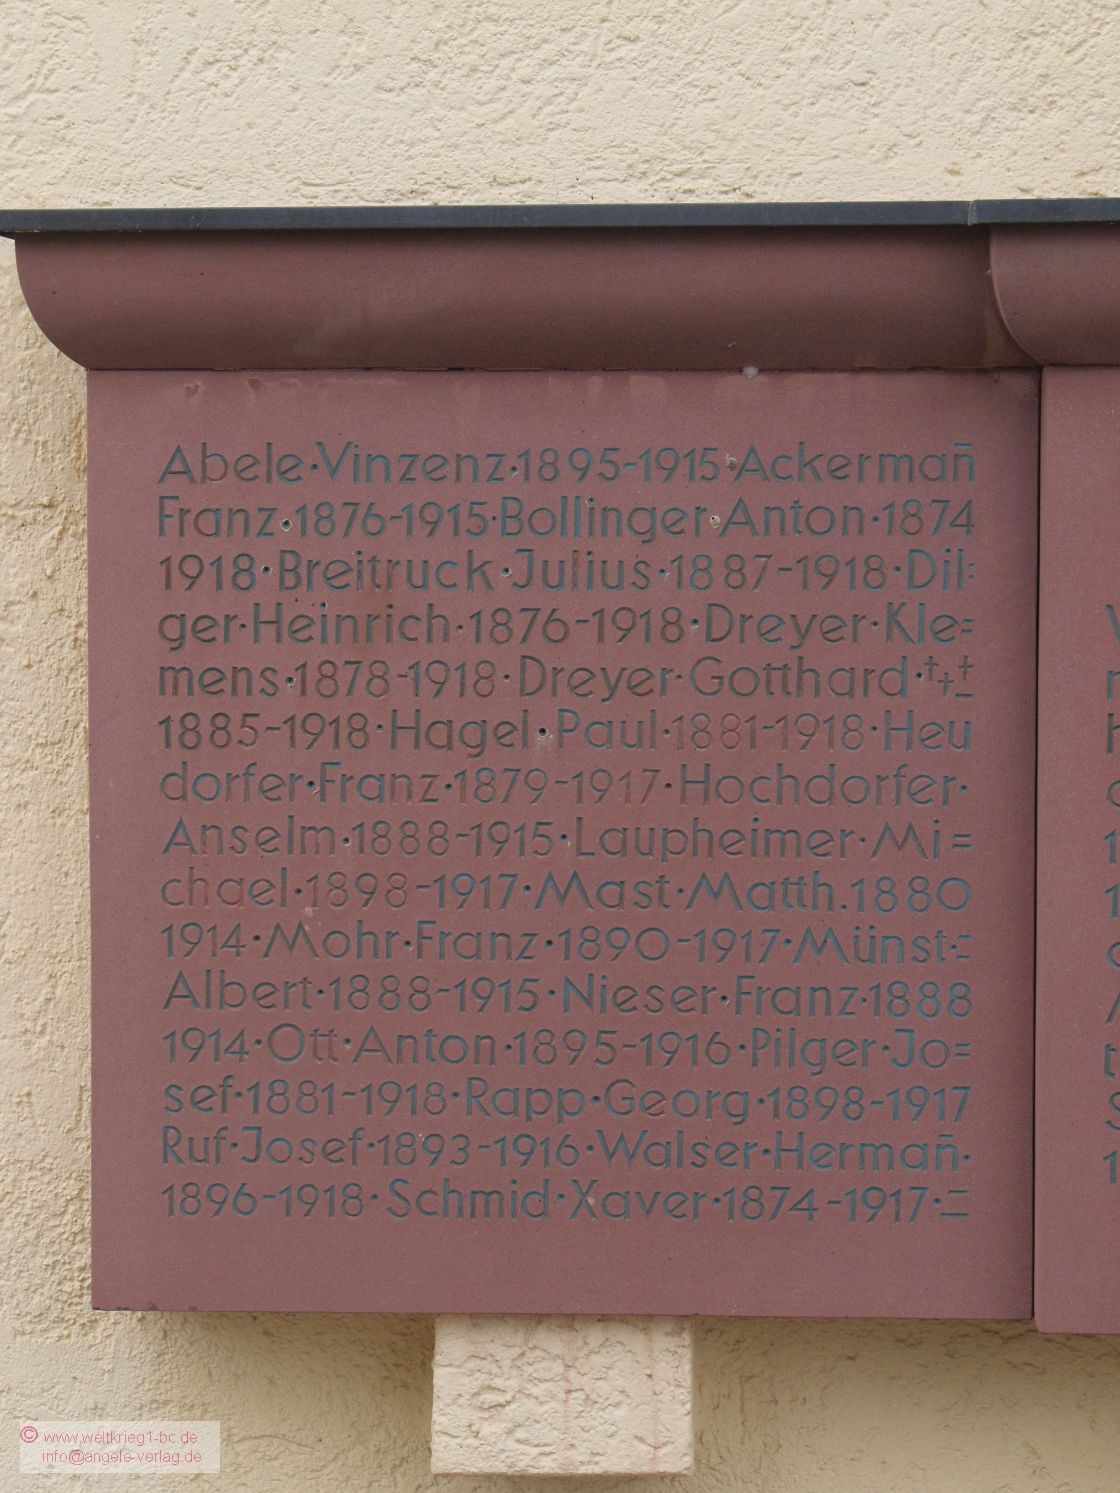 Abele·Vinzenz·1895-1915·Ackermañ
Franz·1876-1915·Bollinger·Anton·1874
1918·Breitruck·Julius·1887-1918·Dil=
ger·Heinrich·1876-1918·Dreyer·Kle=
mens·1878-1918·Dreyer·Gotthard·†+†
1885-1918·Hagel·Paul·1881-1918·Heu
dorfer·Franz·1879-1917·Hochdorfer·
Anselm·1888-1915·Laupheimer·Mi=
chael·1898-1917·Mast·Matth.1880
1914·Mohr·Franz·1890-1917·Münst·=
Albert·1888-1915·Nieser·Franz·1888
1914·Ott·Anton·1895-1916·Pilger·Jo=
sef·1881-1918·Rapp·Georg·1898-1917
Ruf·Josef·1893-1916·Walser·Hermañ·
1896-1918·Schmid·Xaver·1874-1917·=
© www.weltkrieg1-bc.de
info@angele-verlag.de